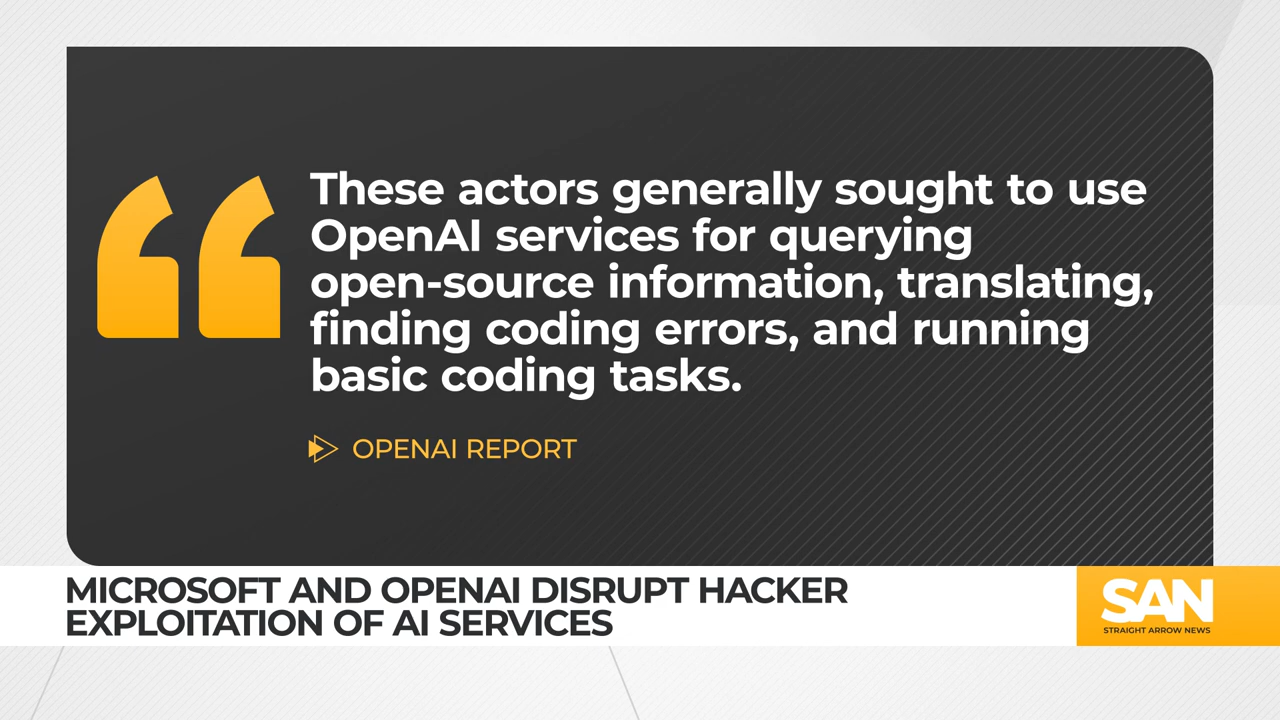 These actors generally sought to use
OpenAI services for querying
open-source information, translating,
finding coding errors, and running
basic coding tasks.
OPENAI REPORT
MICROSOFT AND OPENAI DISRUPT HACKER
EXPLOITATION OF AI SERVICES
SAN
STRAIGHT ARROW NEWS